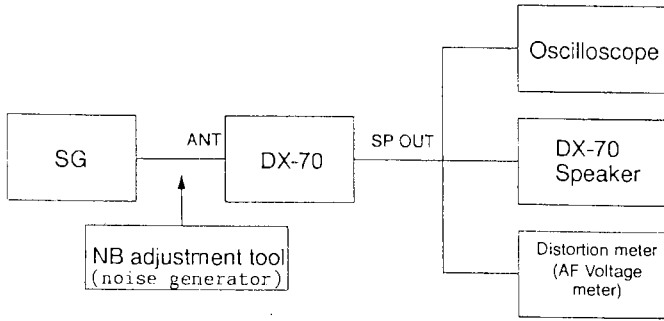 SG
ANT
DX-70
SP OUT
NB adjustment tool
(noise generator)
Oscilloscope
DX-70
Speaker
Distortion meter
(AF Voltage
meter)